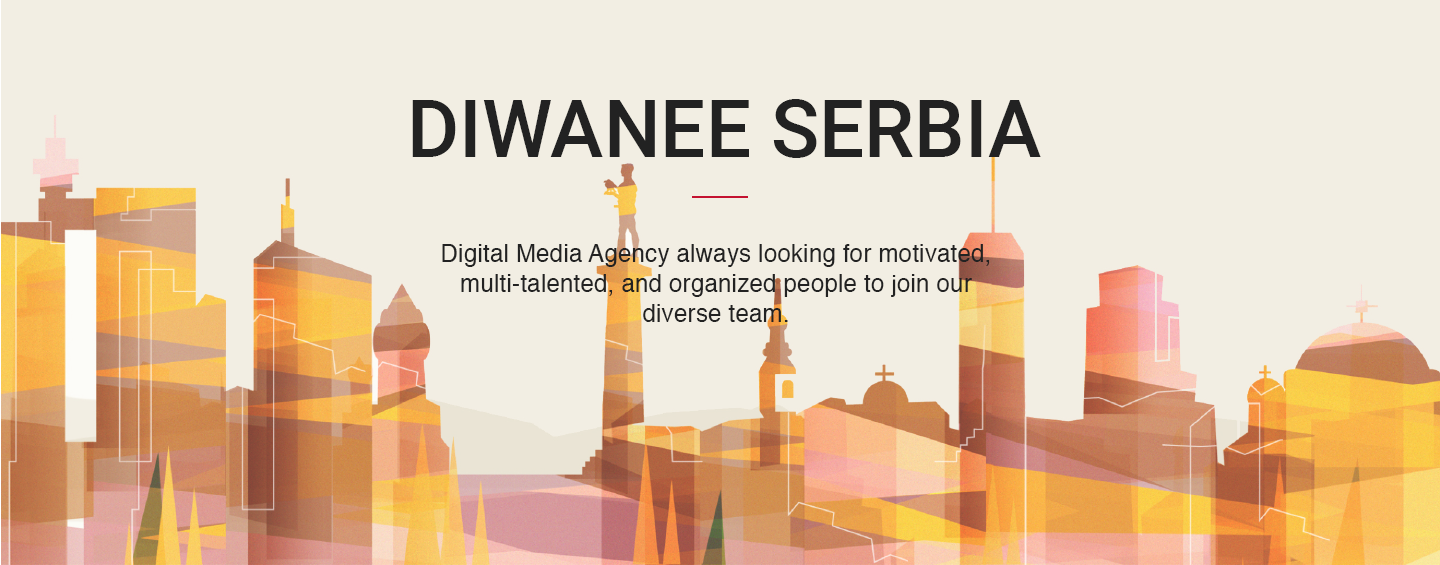 DIWANEE SERBIA
Digital Media Agency always looking for motivated,
multi-talented, and organized people to join our
diverse team.